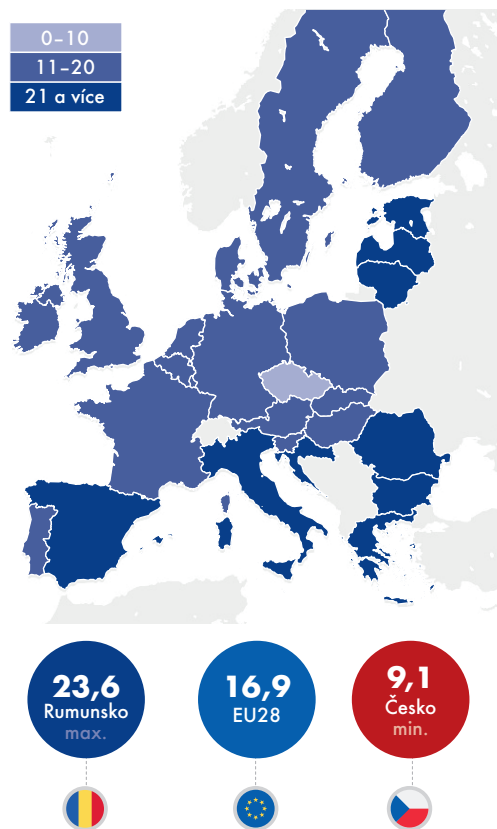 0–10
11–20
21 a více
23,6
Rumunsko
max.
16,9
EU28
9,1
Česko
min.